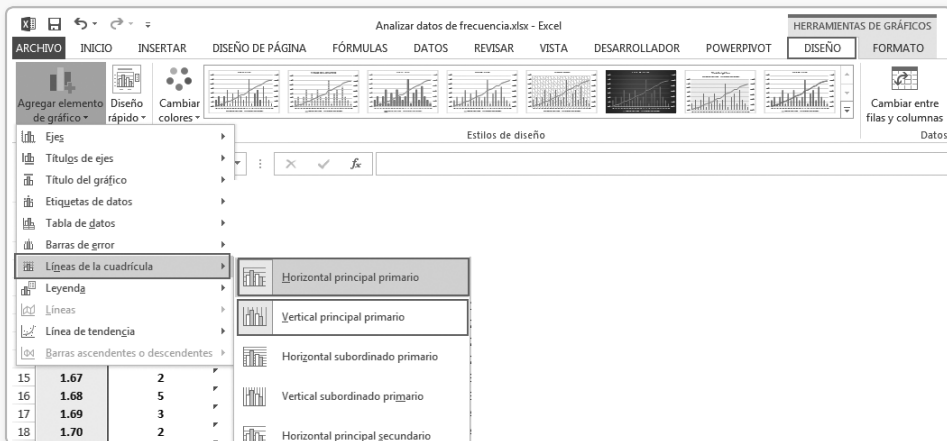 Analizar datos de frecuencia.xlsx - Excel
HERRAMIENTAS DE GRÁFICOS
ARCHIVO INICIO INSERTAR DISEÑO DE PÁGINA FÓRMULAS DATOS REVISAR VISTA DESARROLLADOR POWERPIVOT DISEÑO FORMATO
Agregar elemento de gráfico
Diseño rápido
Cambiar colores
Cambiar entre filas y columnas
Estilos de diseño
Datos
fx
Ejes
Títulos de ejes
Título del gráfico
Etiquetas de datos
Tabla de datos
Barras de error
Líneas de la cuadrícula
Leyenda
Líneas
Línea de tendencia
Barras ascendentes o descendentes
Horizontal principal primario
Vertical principal primario
Horizontal subordinado primario
Vertical subordinado primario
Horizontal principal secundario
15 1.67 2
16 1.68 5
17 1.69 3
18 1.70 2